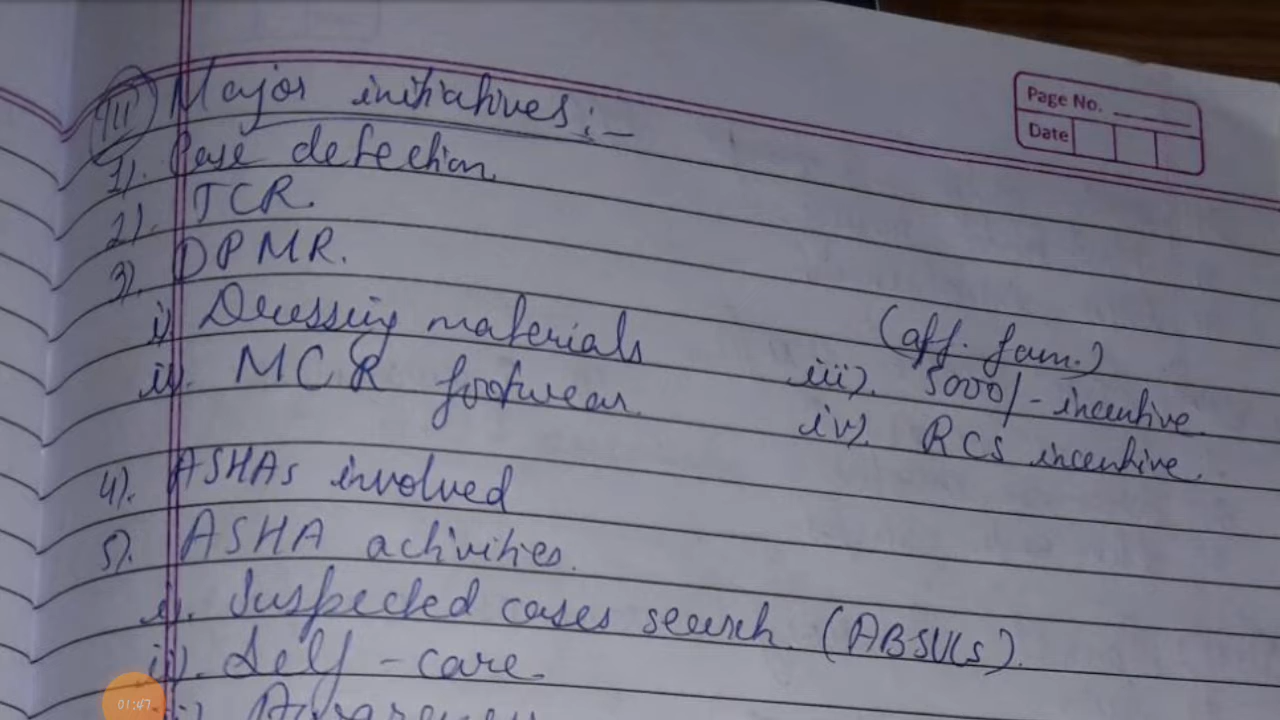 III Major initiatives :-
1). Case detection.
2). TCR.
3). DPMR.
i) Dressing materials
ii). MCR footwear.
(aff. fam.)
iii). 5000/- incentive.
iv). RCS incentive.
4). ASHAs involved
5). ASHA activities.
i). Suspected cases search. (ABSULs).
ii). Self-care.
Awareness
Page No.
Date
01:47